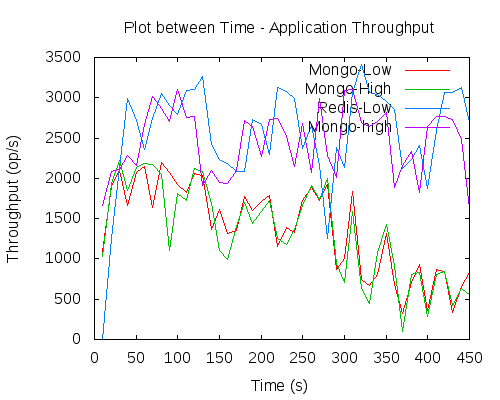 Plot between Time - Application Throughput
3500
3000
2500
2000
1500
1000
500
0
Throughput (op/s)
Mongo-Low
Mongo-High
Redis-Low
Mongo-high
0 50 100 150 200 250 300 350 400 450
Time (s)